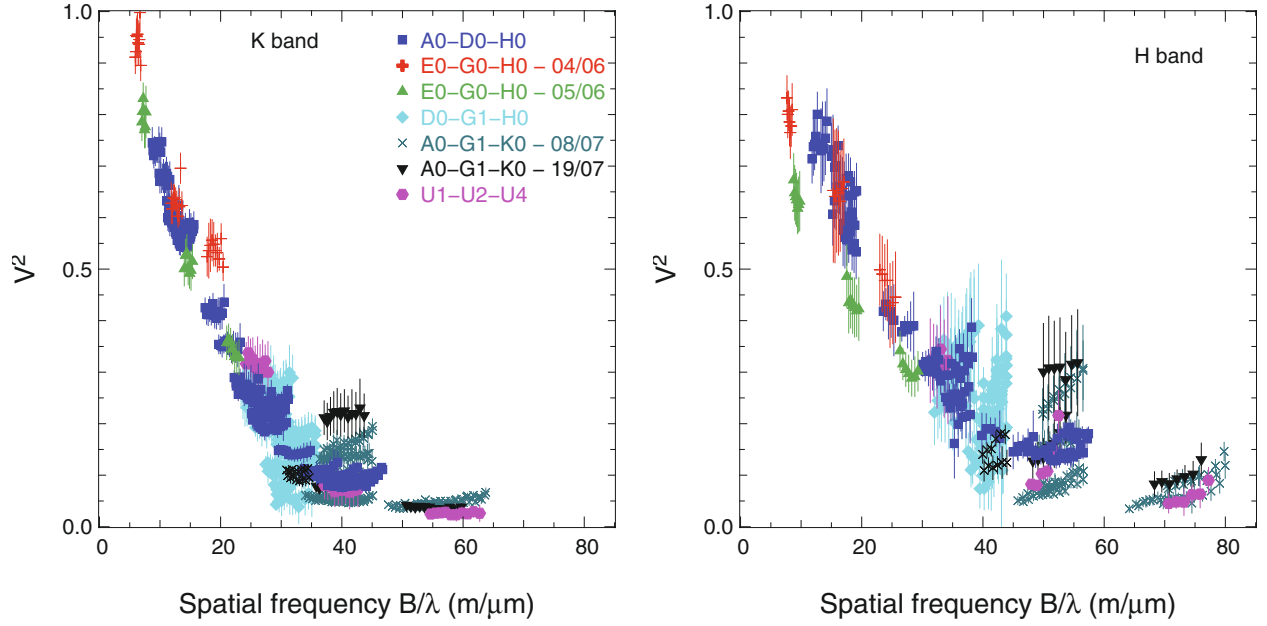 1.0
0.5
0.0
V²
K band
A0−D0−H0
E0−G0−H0 − 04/06
E0−G0−H0 − 05/06
D0−G1−H0
A0−G1−K0 − 08/07
A0−G1−K0 − 19/07
U1−U2−U4
0 20 40 60 80
Spatial frequency B/λ (m/μm)
1.0
0.5
0.0
V²
H band
0 20 40 60 80
Spatial frequency B/λ (m/μm)